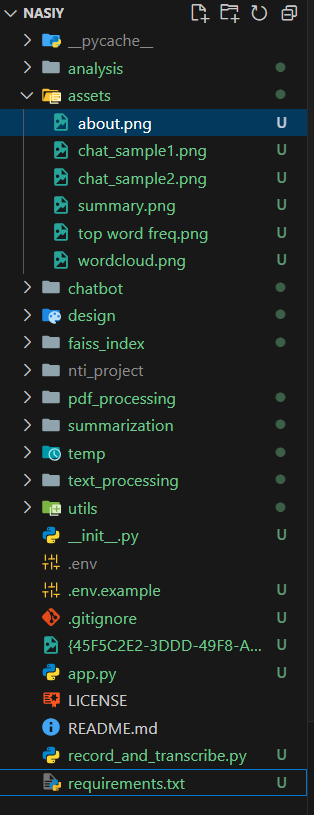 NASIY
__pycache__
analysis
assets
about.png U
chat_sample1.png U
chat_sample2.png U
summary.png U
top word freq.png U
wordcloud.png U
chatbot
design
faiss_index
nti_project
pdf_processing
summarization
temp
text_processing
utils
__init__.py U
.env
.env.example U
.gitignore U
{45F5C2E2-3DDD-49F8-A... U
app.py U
LICENSE
README.md
record_and_transcribe.py U
requirements.txt U